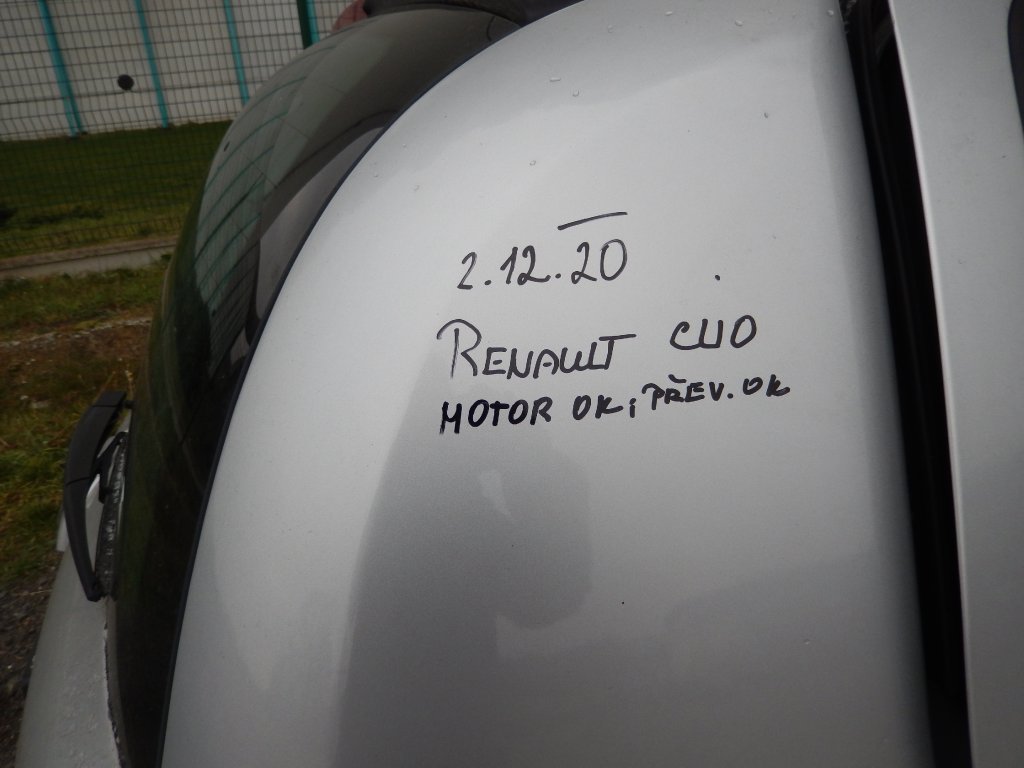 2.12.20
RENAULT CLIO
MOTOR OK; PŘEV. OK